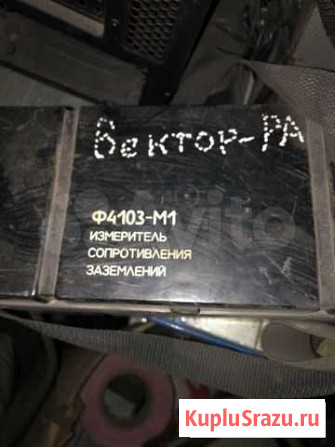 Вектор-РА
Ф4103-М1
ИЗМЕРИТЕЛЬ
СОПРОТИВЛЕНИЯ
ЗАЗЕМЛЕНИЙ
Avito
KupluSrazu.ru